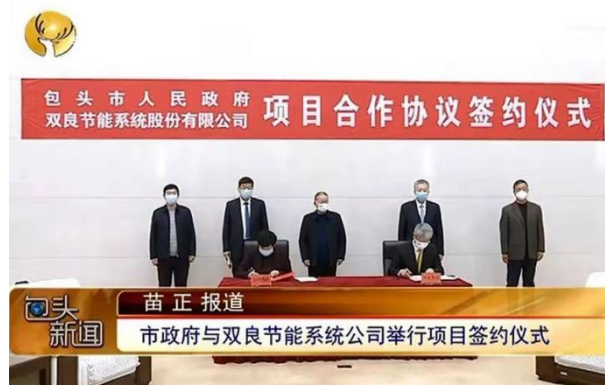 包头市人民政府
双良节能系统股份有限公司
项目合作协议签约仪式
包头
新闻
苗正报道
市政府与双良节能系统公司举行项目签约仪式